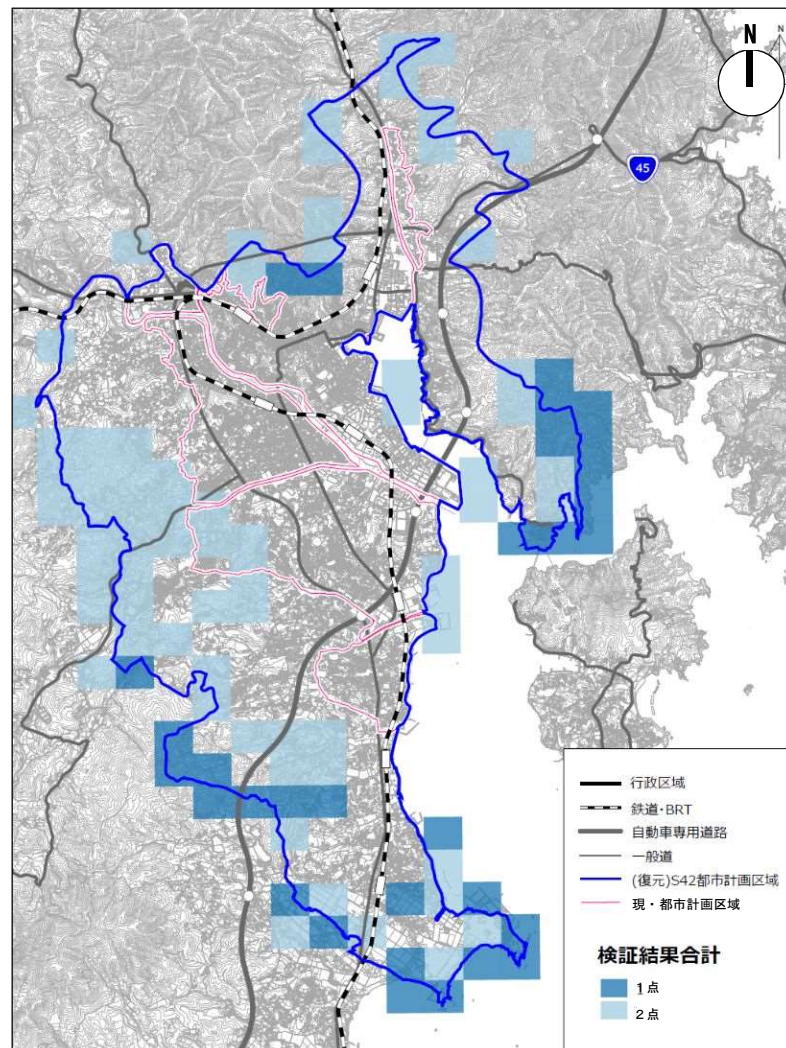 N
N
45
行政区域
鉄道・BRT
自動車専用道路
一般道
(復元)S42都市計画区域
現・都市計画区域
検証結果合計
1点
2点